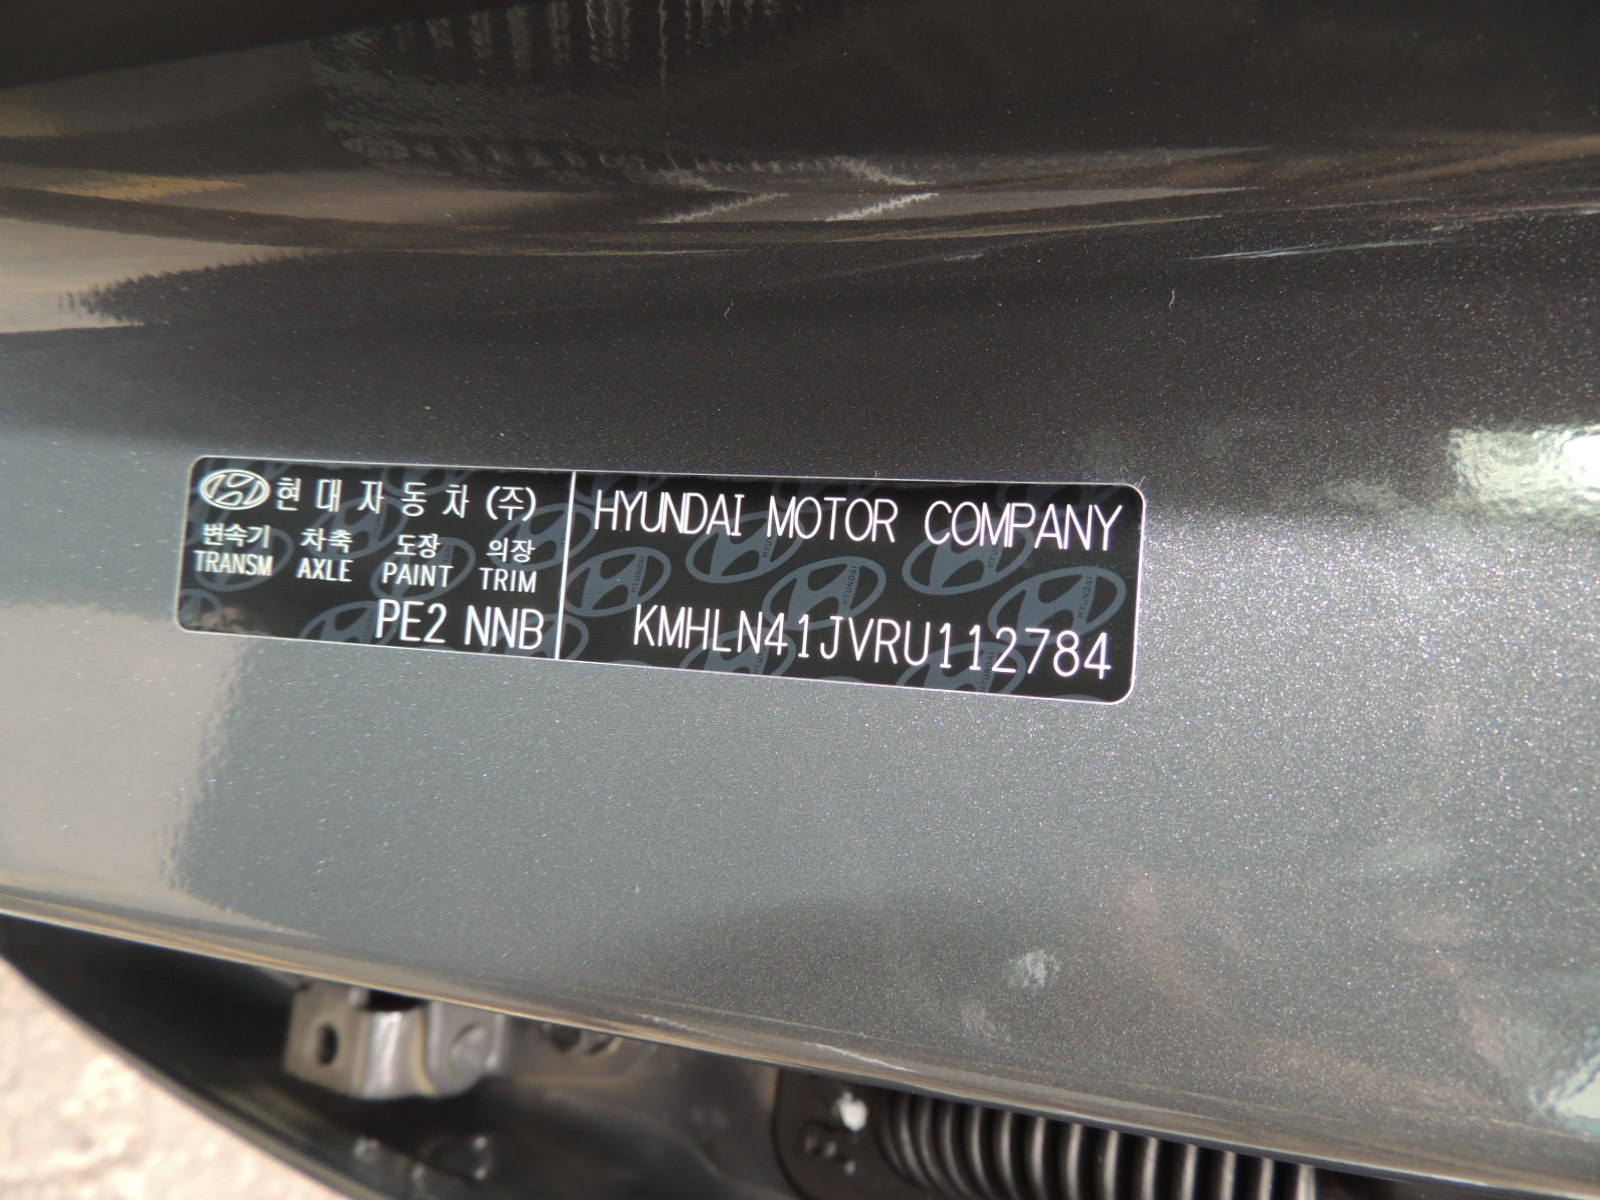 현대자동차(주)
변속기 차축 도장 의장
TRANSM AXLE PAINT TRIM
PE2 NNB
HYUNDAI MOTOR COMPANY
KMHLN41JVRU112784